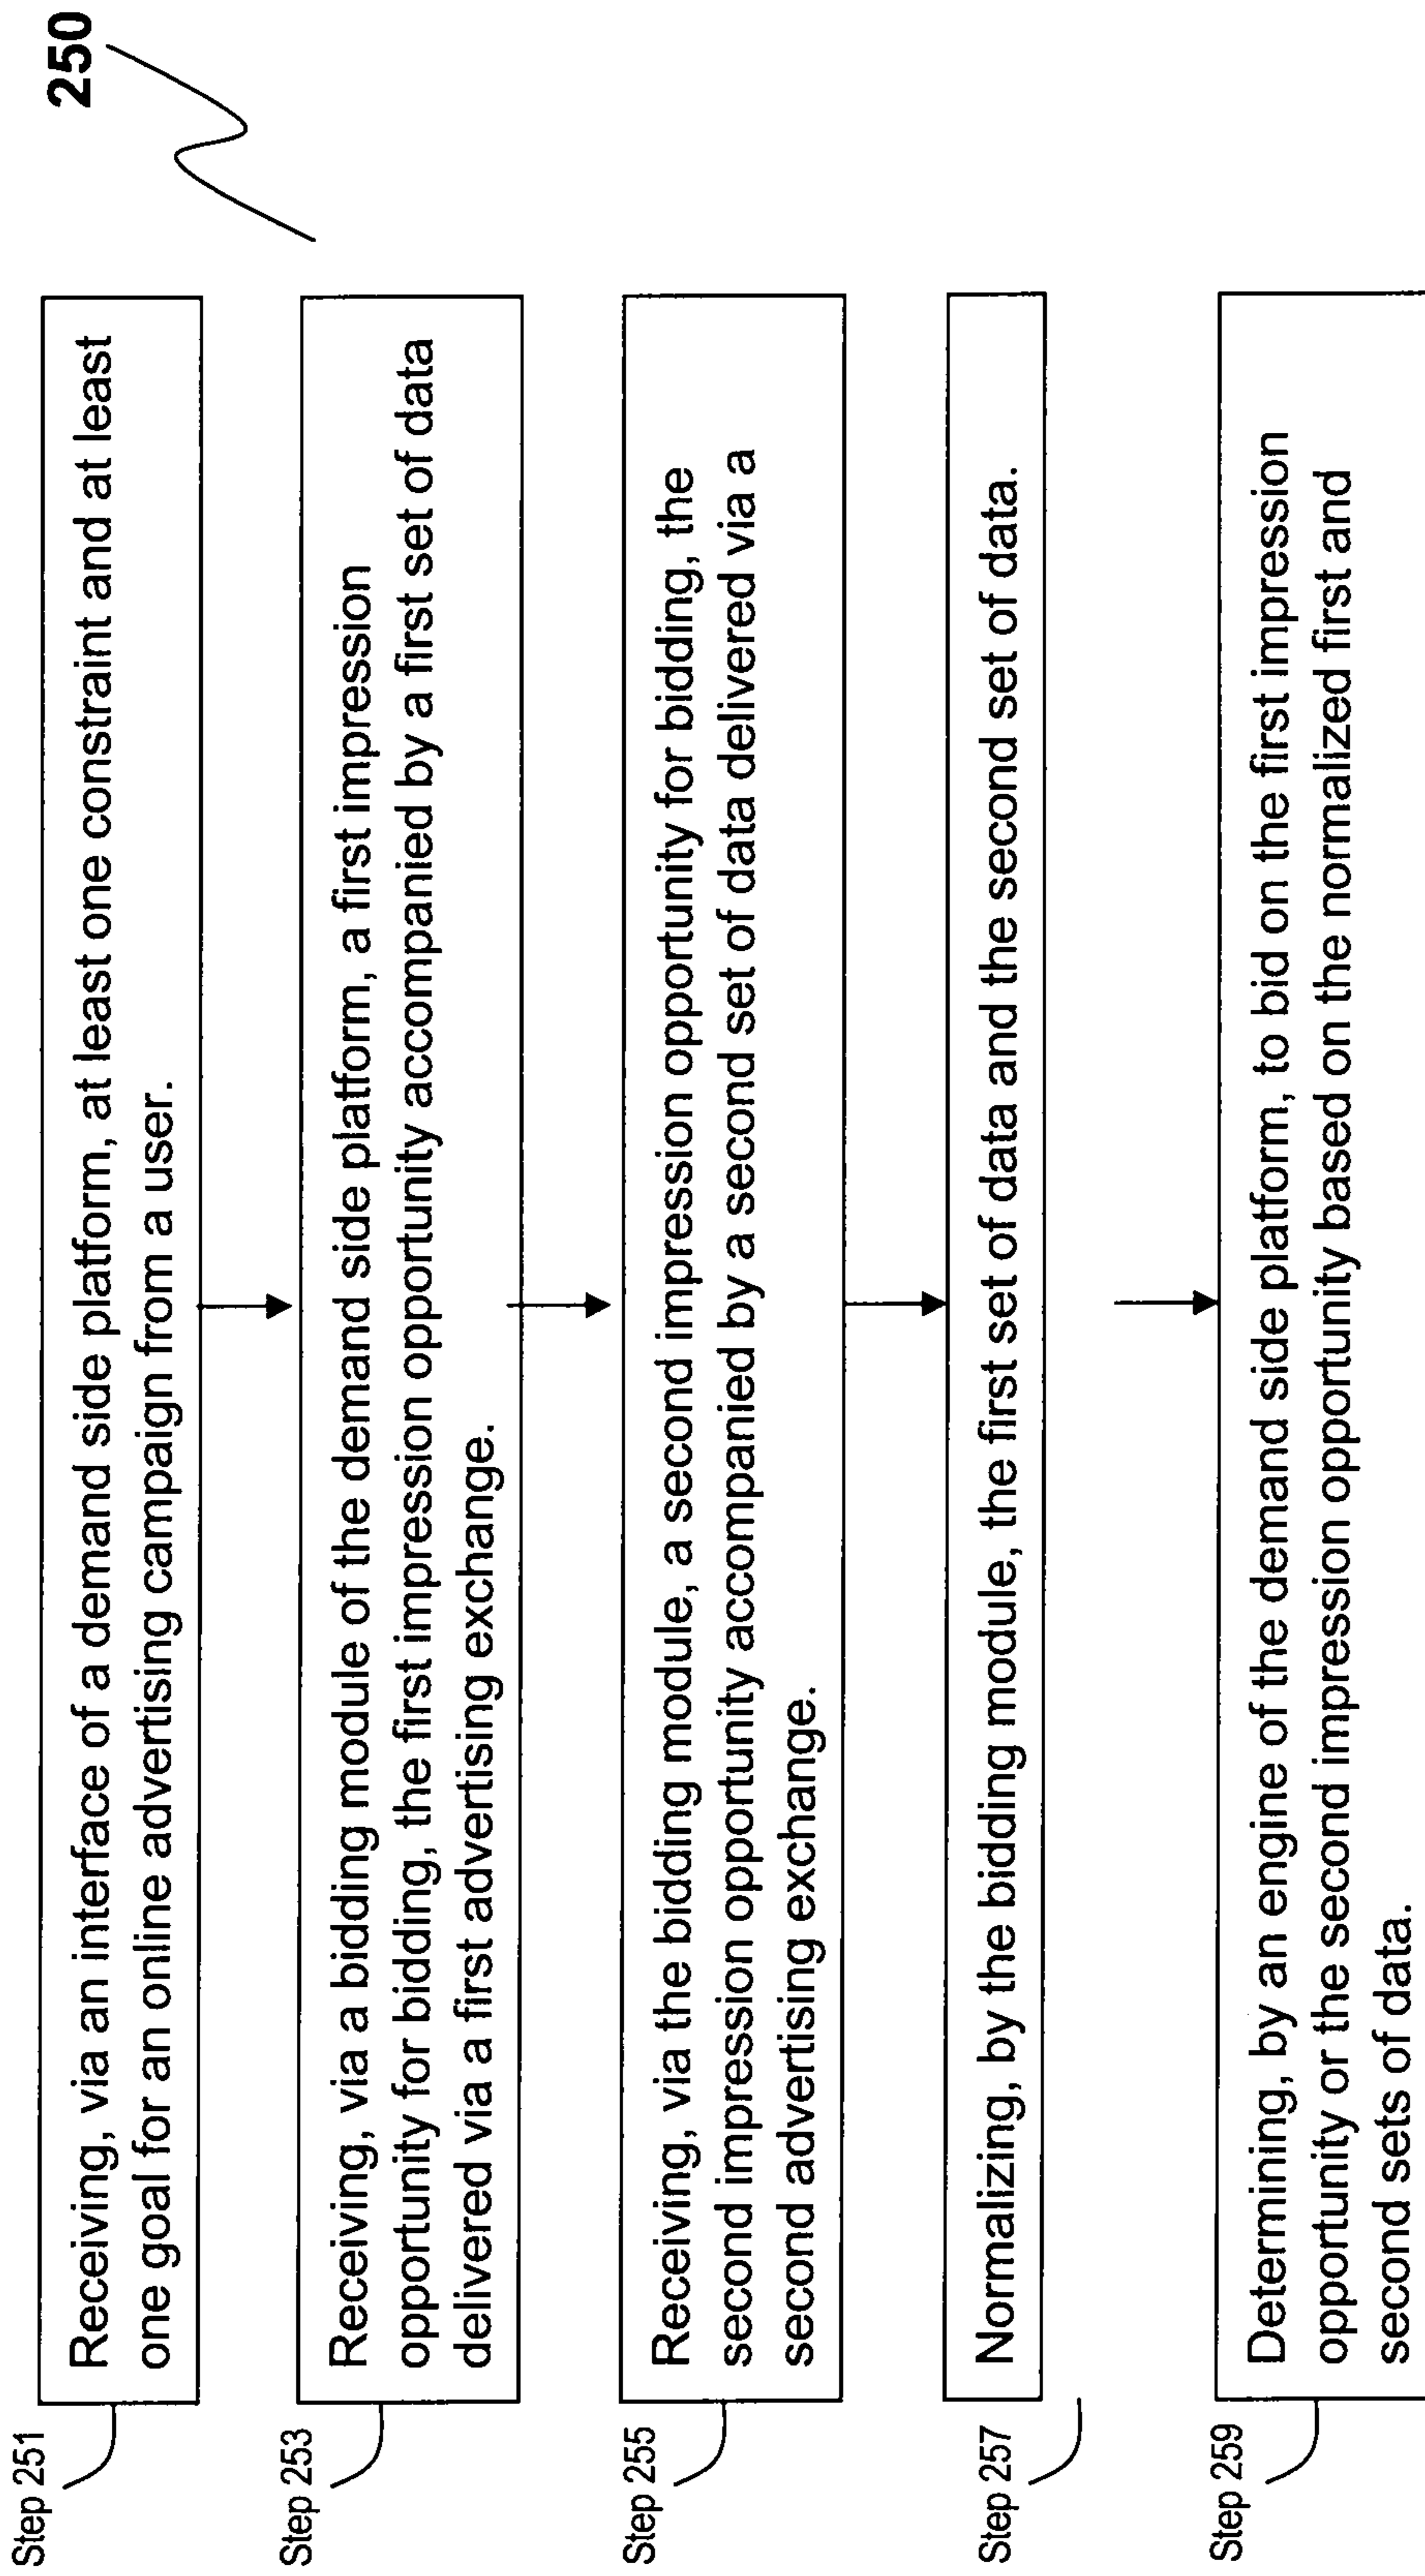 250
Step 251
Receiving, via an interface of a demand side platform, at least one constraint and at least
one goal for an online advertising campaign from a user.
Step 253
Receiving, via a bidding module of the demand side platform, a first impression
opportunity for bidding, the first impression opportunity accompanied by a first set of data
delivered via a first advertising exchange.
Step 255
Receiving, via the bidding module, a second impression opportunity for bidding, the
second impression opportunity accompanied by a second set of data delivered via a
second advertising exchange.
Step 257
Normalizing, by the bidding module, the first set of data and the second set of data.
Step 259
Determining, by an engine of the demand side platform, to bid on the first impression
opportunity or the second impression opportunity based on the normalized first and
second sets of data.